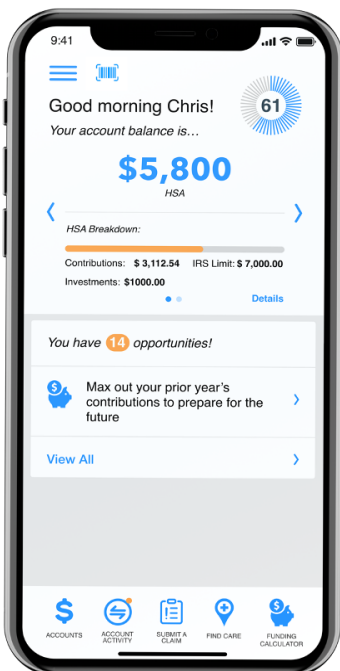 9:41
Good morning Chris!
61
Your account balance is...
$5,800
HSA
HSA Breakdown:
Contributions: $ 3,112.54 IRS Limit: $ 7,000.00
Investments: $1000.00
Details
You have 14 opportunities!
Max out your prior year's
contributions to prepare for the
future
View All
ACCOUNTS
ACCOUNT
ACTIVITY
SUBMIT A
CLAIM
FIND CARE
FUNDING
CALCULATOR